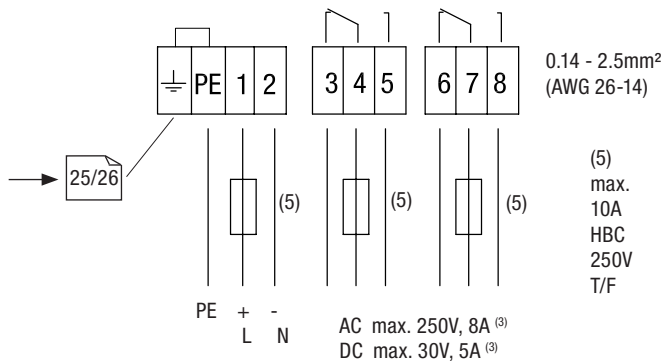 PE 1 2 3 4 5 6 7 8
0.14 - 2.5mm²
(AWG 26-14)
25/26
(5) (5) (5)
(5)
max.
10A
HBC
250V
T/F
PE + -
L N
AC max. 250V, 8A (3)
DC max. 30V, 5A (3)